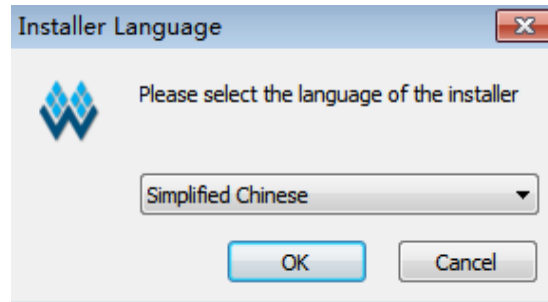 Installer Language
Please select the language of the installer
Simplified Chinese
OK
Cancel